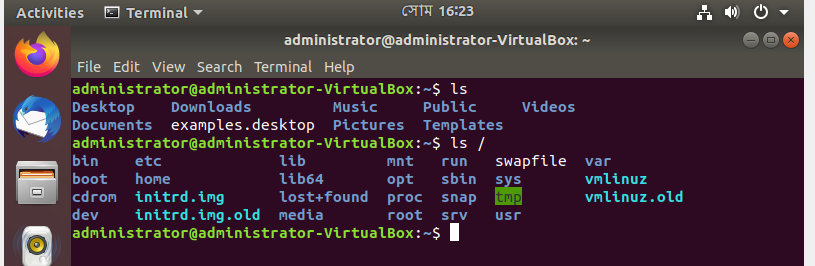 Activities Terminal সোম 16:23
administrator@administrator-VirtualBox: ~
File Edit View Search Terminal Help
administrator@administrator-VirtualBox:~$ ls
Desktop Downloads Music Public Videos
Documents examples.desktop Pictures Templates
administrator@administrator-VirtualBox:~$ ls /
bin etc lib mnt run swapfile var
boot home lib64 opt sbin sys vmlinuz
cdrom initrd.img lost+found proc snap tmp vmlinuz.old
dev initrd.img.old media root srv usr
administrator@administrator-VirtualBox:~$